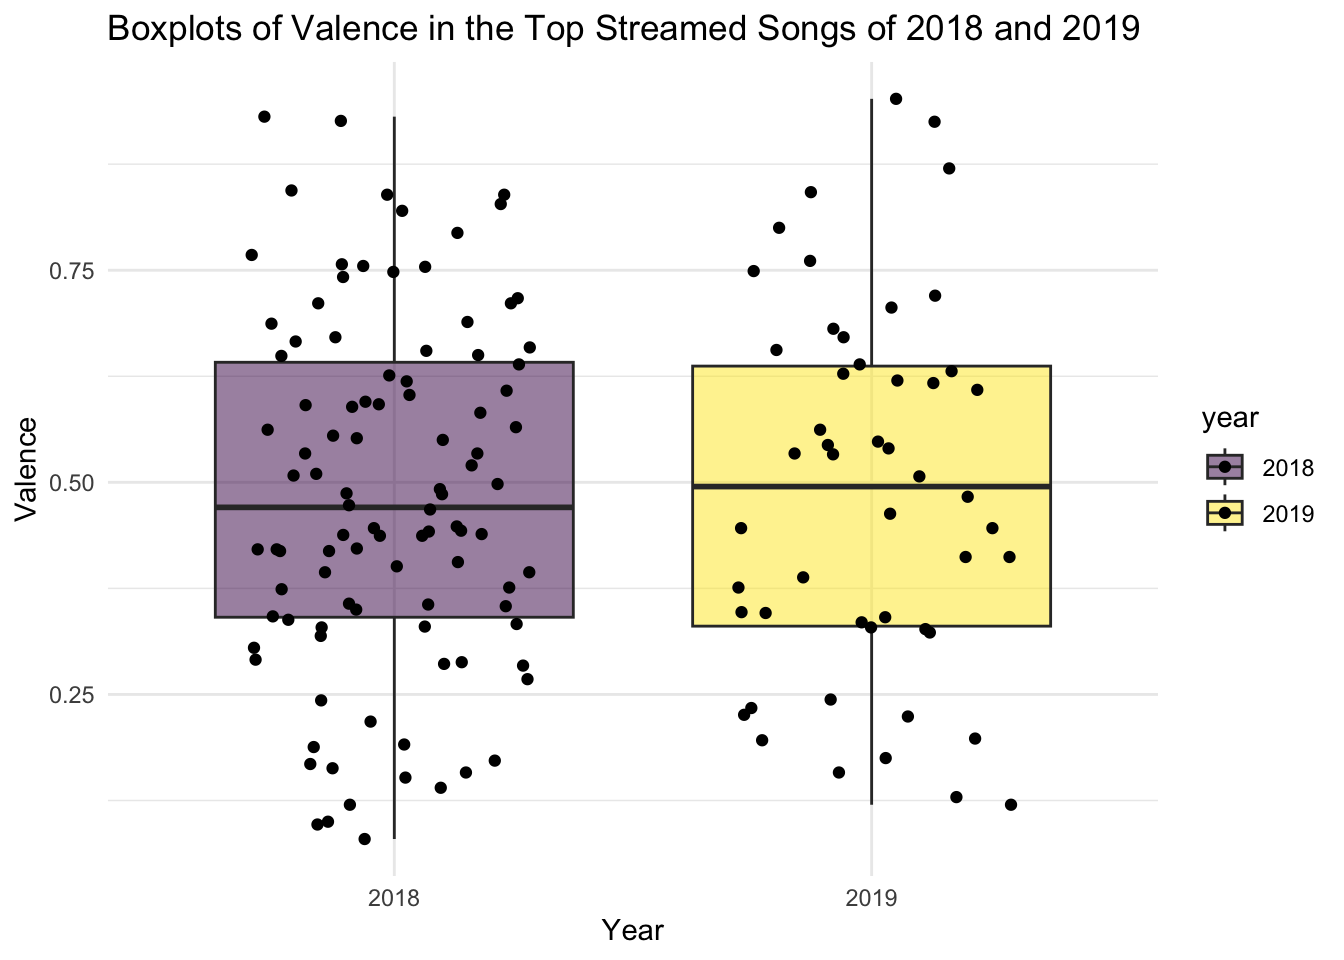 Boxplots of Valence in the Top Streamed Songs of 2018 and 2019
Valence
0.75
0.50
0.25
2018
2019
Year
year
2018
2019